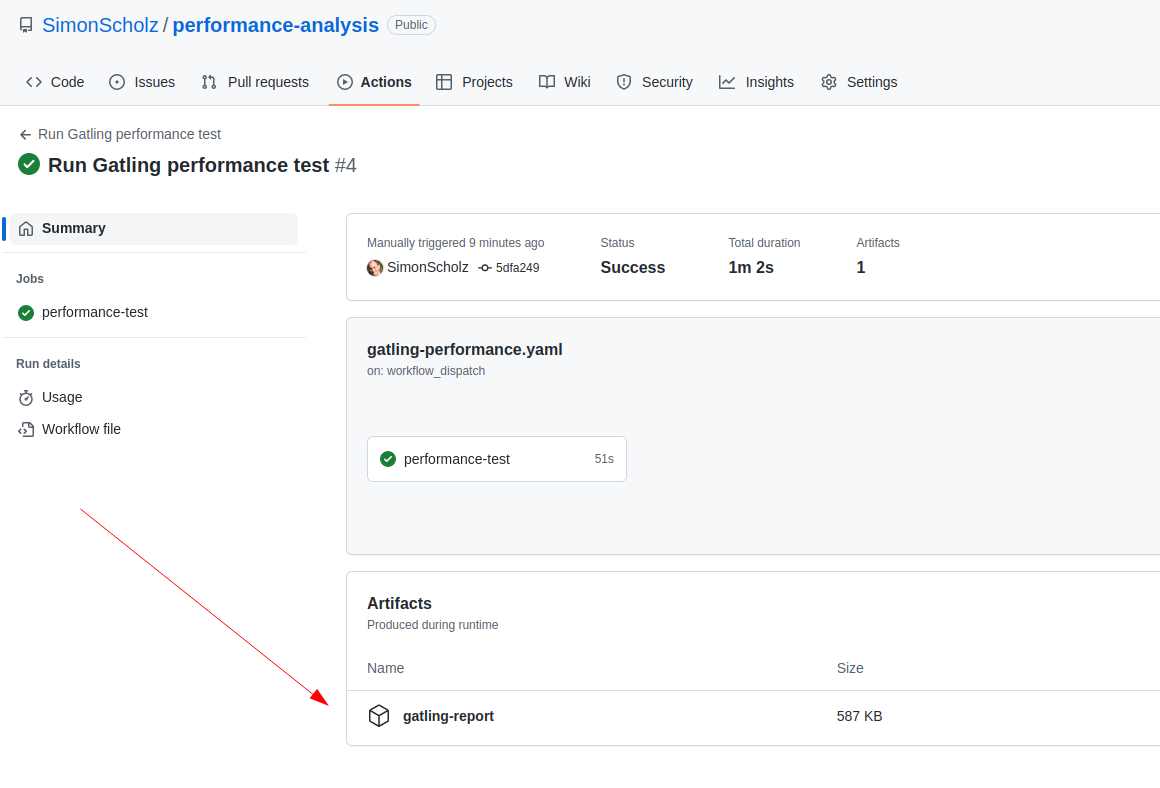 SimonScholz / performance-analysis Public
Code Issues Pull requests Actions Projects Wiki Security Insights Settings
Run Gatling performance test
Run Gatling performance test #4
Summary
Jobs
performance-test
Run details
Usage
Workflow file
Manually triggered 9 minutes ago Status Total duration Artifacts
SimonScholz 5dfa249 Success 1m 2s 1
gatling-performance.yaml
on: workflow_dispatch
performance-test 51s
Artifacts
Produced during runtime
Name Size
gatling-report 587 KB